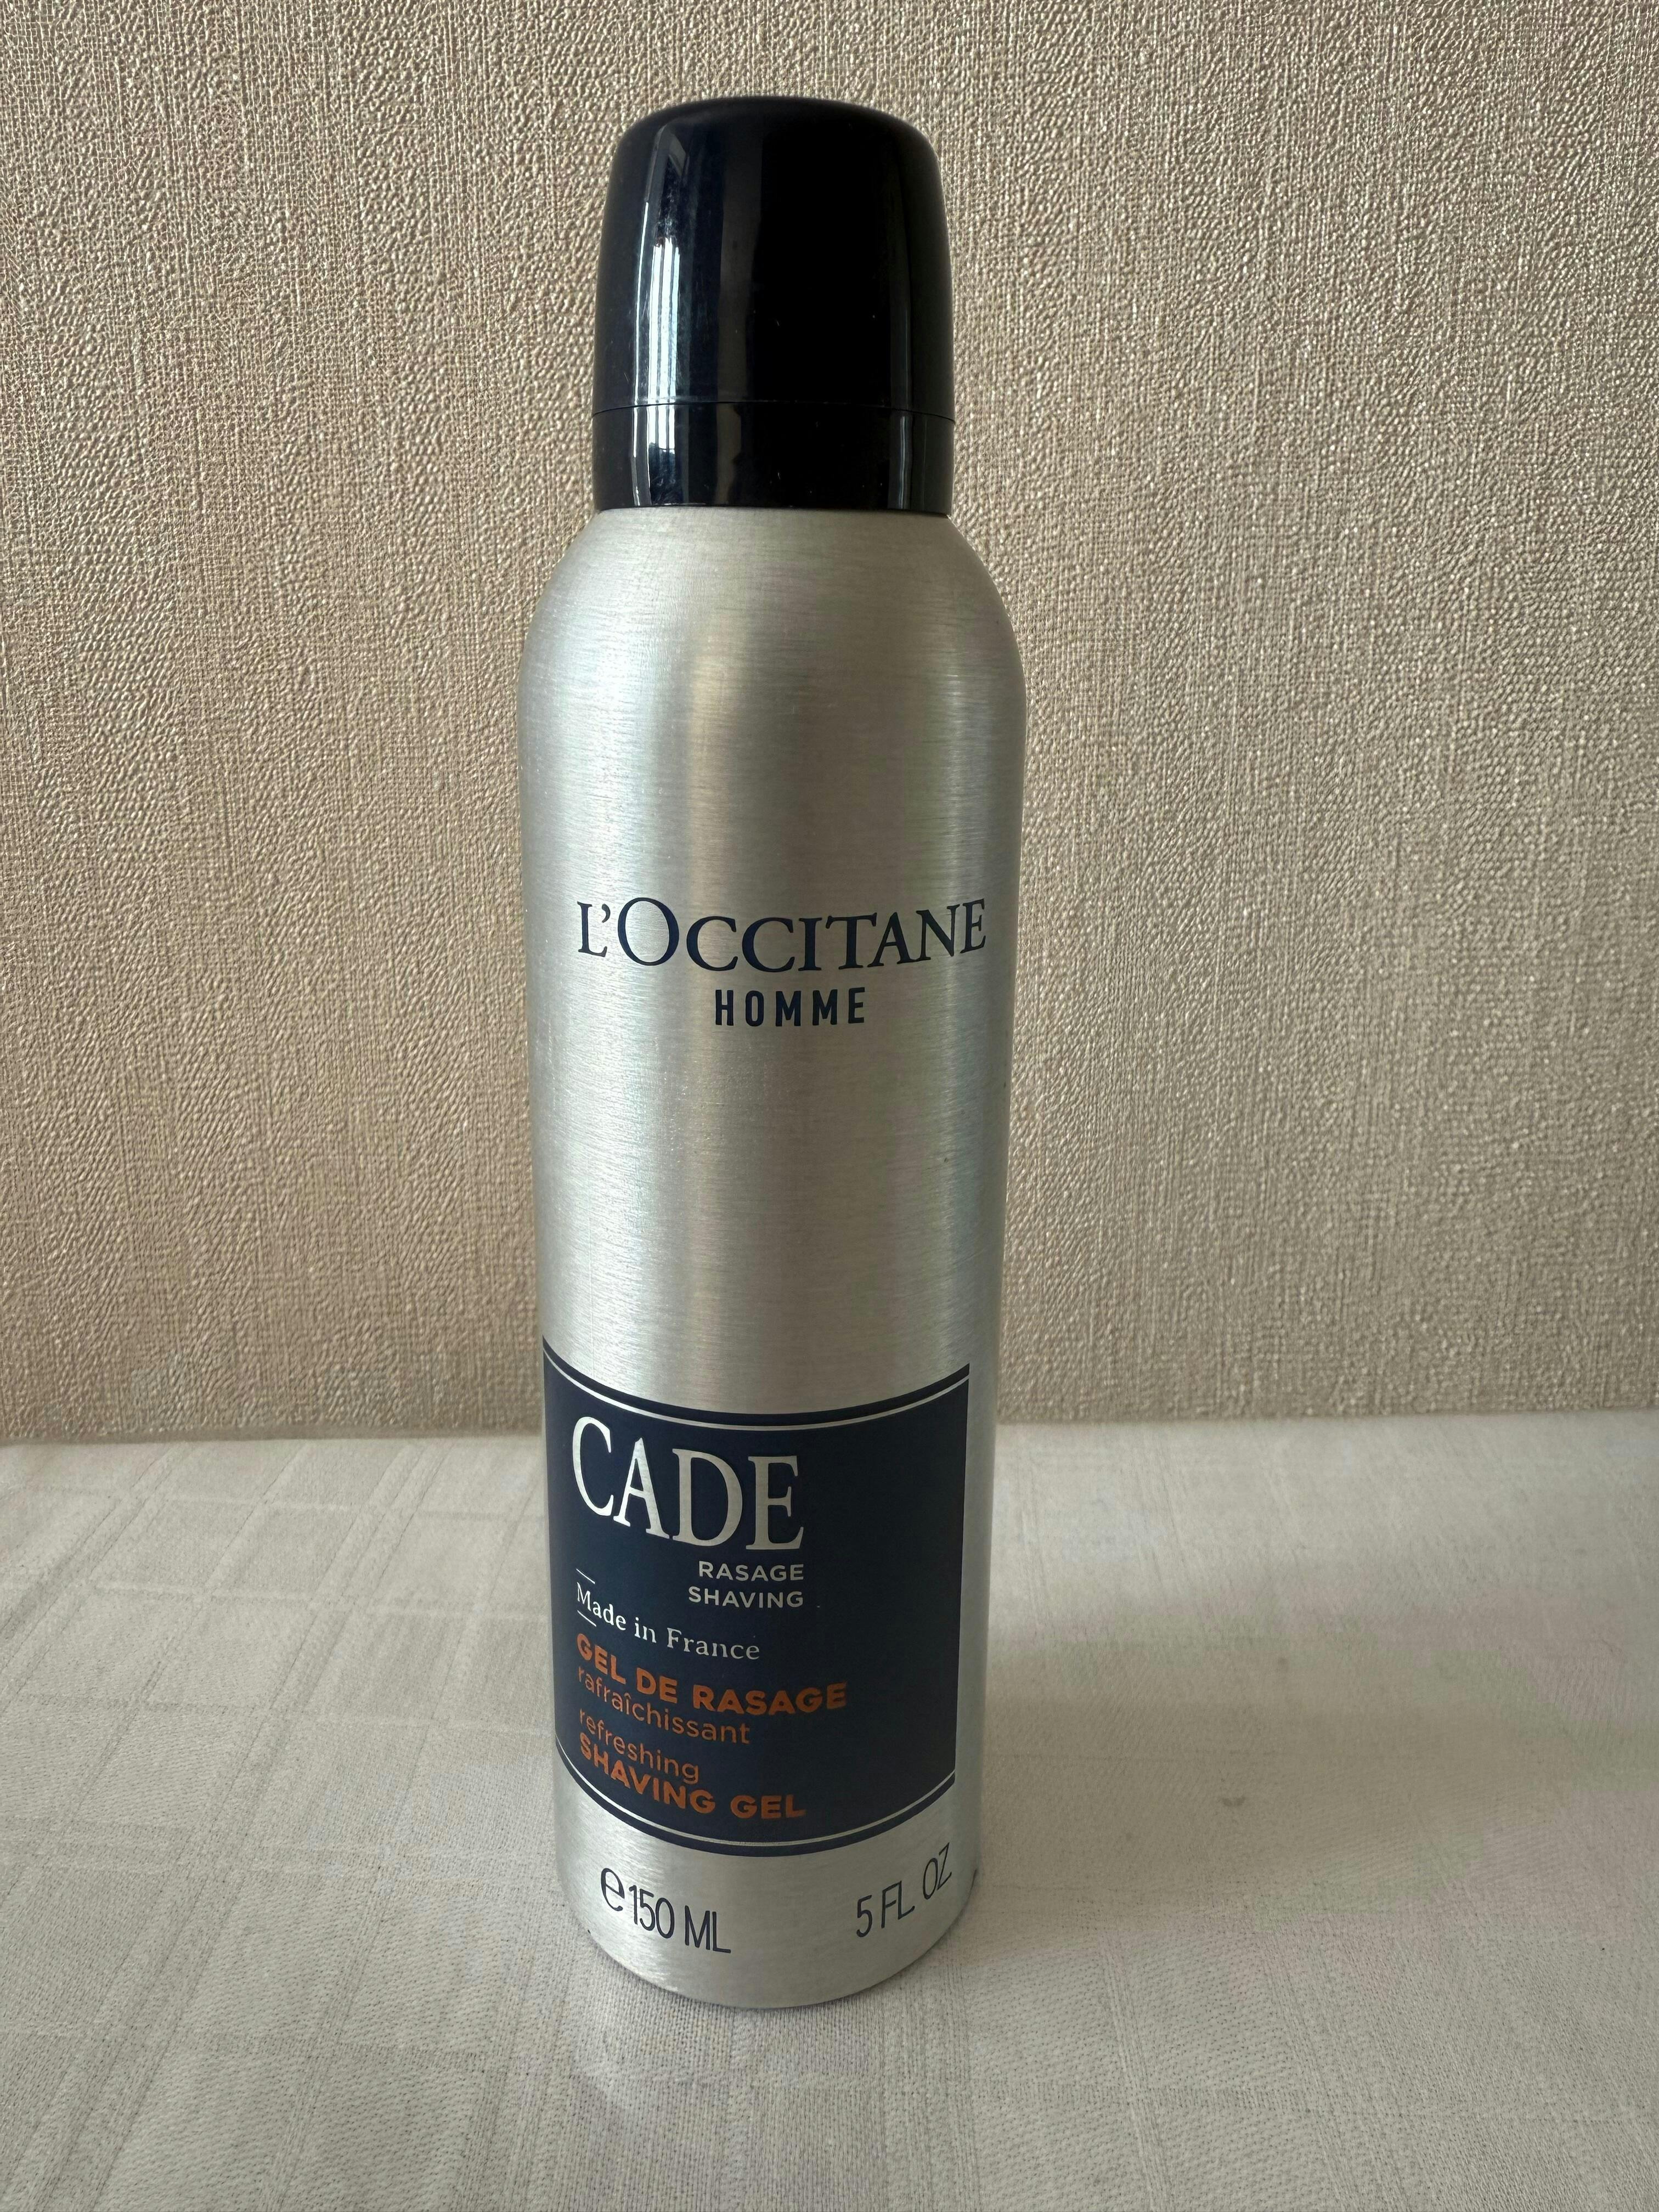 L'OCCITANE
HOMME
CADE
RASAGE
SHAVING
Made in France
GEL DE RASAGE
rafraîchissant
refreshing
SHAVING GEL
e 150 ML 5 FL OZ